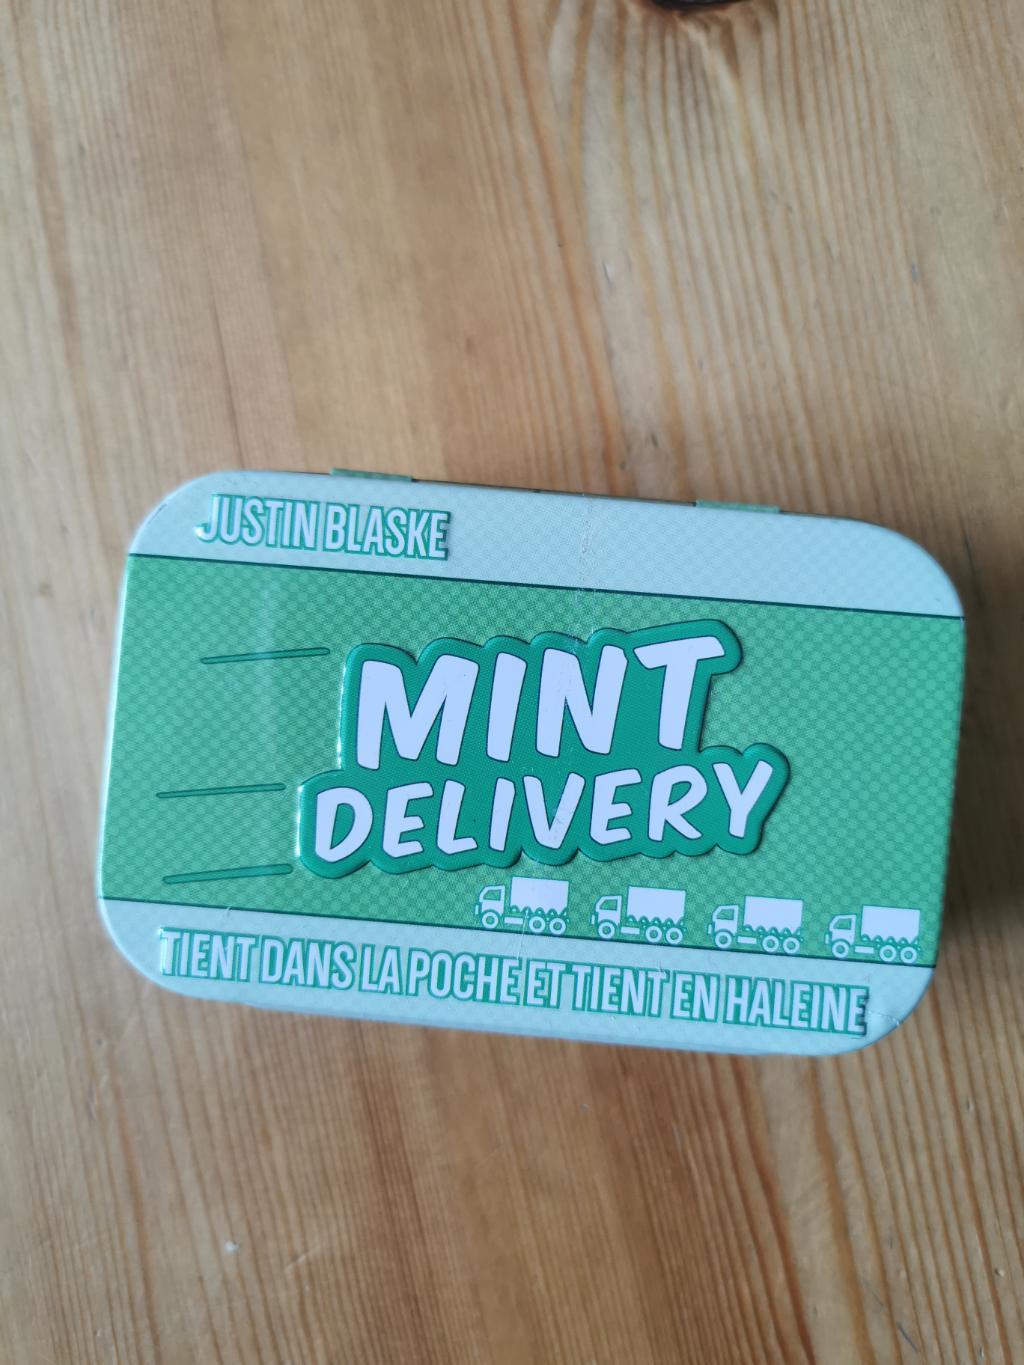 JUSTIN BLASKE
MINT
DELIVERY
TIENT DANS LA POCHE ET TIENT EN HALEINE